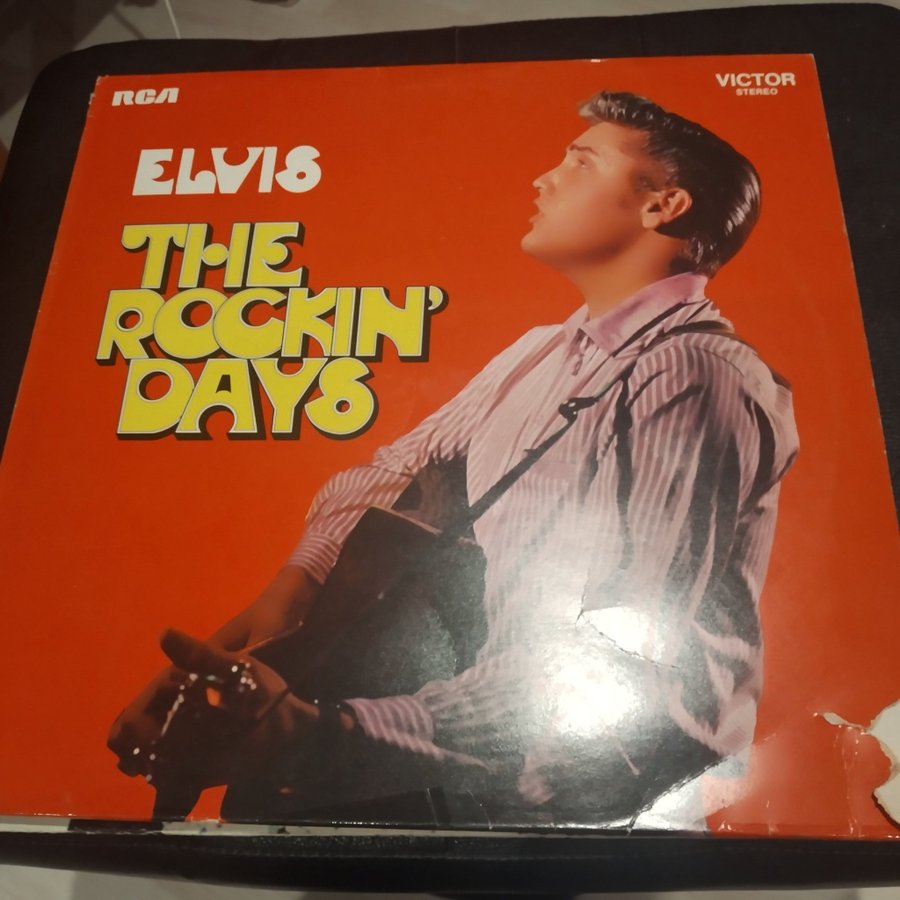 RCA
VICTOR
STEREO
ELVIS
THE
ROCKIN'
DAYS